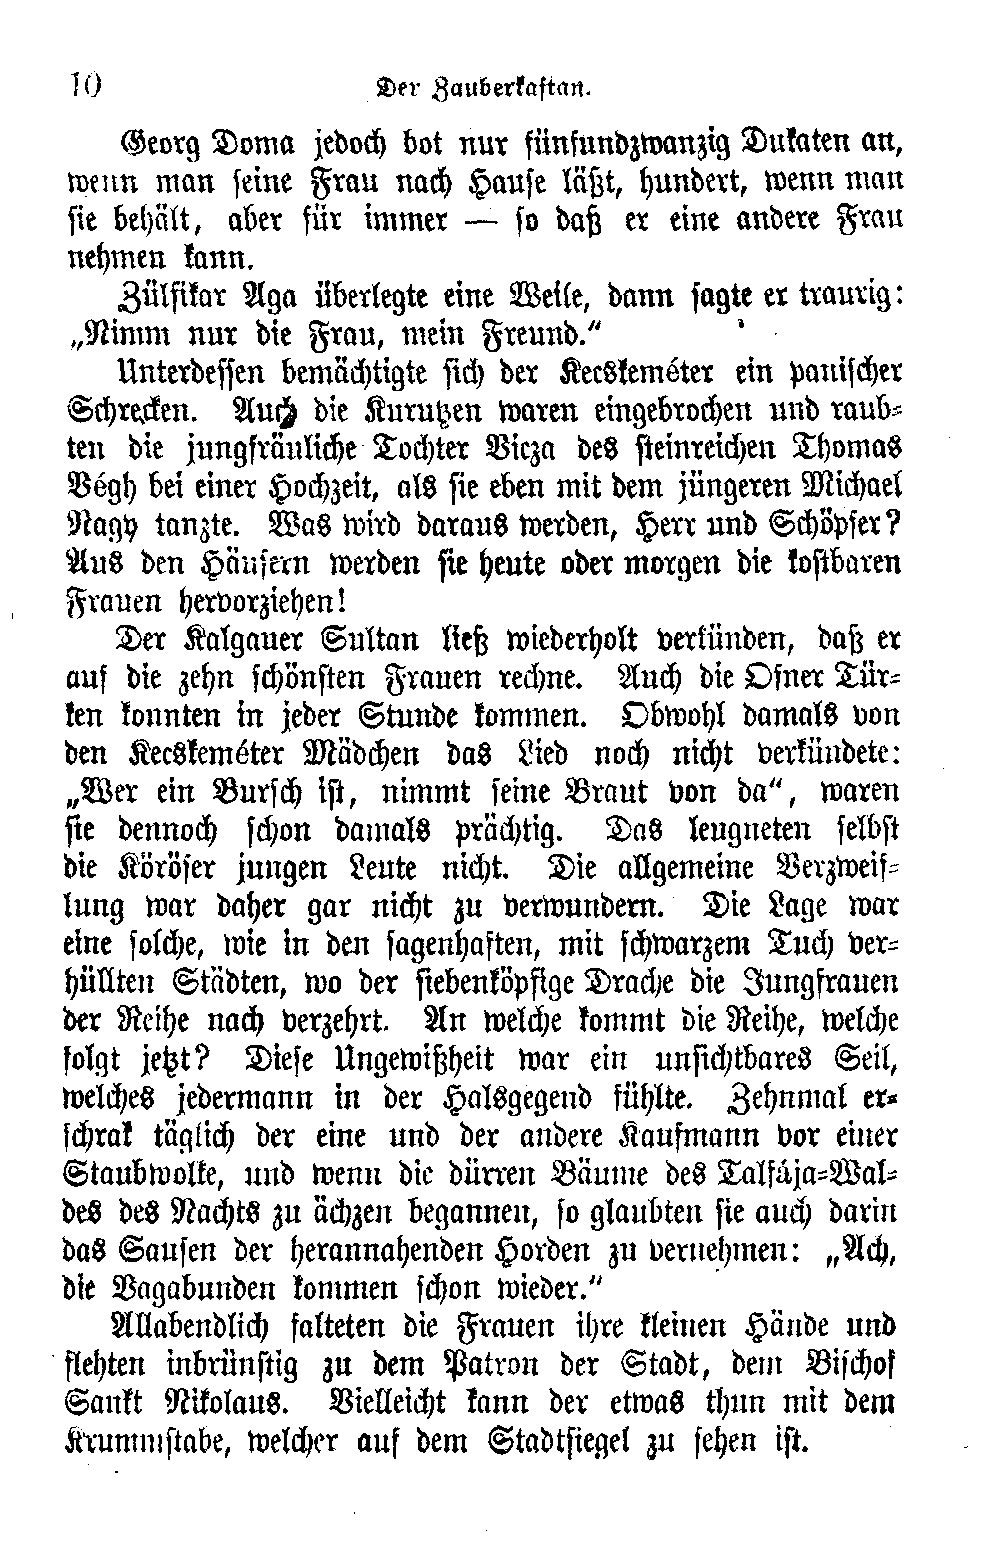 10 Der Zauberkaftan.
Georg Doma jedoch bot nur fünfundzwanzig Dukaten an,
wenn man seine Frau nach Hause läßt, hundert, wenn man
sie behält, aber für immer — so daß er eine andere Frau
nehmen kann.
Zülfikar Aga überlegte eine Weile, dann sagte er traurig:
„Nimm nur die Frau, mein Freund.“
Unterdessen bemächtigte sich der Kecskeméter ein panischer
Schrecken. Auch die Kurutzen waren eingebrochen und raub-
ten die jungfräuliche Tochter Vicza des steinreichen Thomas
Végh bei einer Hochzeit, als sie eben mit dem jüngeren Michael
Nagy tanzte. Was wird daraus werden, Herr und Schöpfer?
Aus den Häusern werden sie heute oder morgen die kostbaren
Frauen hervorziehen!
Der Kalgauer Sultan ließ wiederholt verkünden, daß er
auf die zehn schönsten Frauen rechne. Auch die Ofner Tür-
ken konnten in jeder Stunde kommen. Obwohl damals von
den Kecskeméter Mädchen das Lied noch nicht verkündete:
„Wer ein Bursch ist, nimmt seine Braut von da“, waren
sie dennoch schon damals prächtig. Das leugneten selbst
die Köröser jungen Leute nicht. Die allgemeine Verzweif-
lung war daher gar nicht zu verwundern. Die Lage war
eine solche, wie in den sagenhaften, mit schwarzem Tuch ver-
hüllten Städten, wo der siebenköpfige Drache die Jungfrauen
der Reihe nach verzehrt. An welche kommt die Reihe, welche
folgt jetzt? Diese Ungewißheit war ein unsichtbares Seil,
welches jedermann in der Halsgegend fühlte. Zehnmal er-
schrak täglich der eine und der andere Kaufmann vor einer
Staubwolke, und wenn die dürren Bäume des Talfája-Wal-
des des Nachts zu ächzen begannen, so glaubten sie auch darin
das Sausen der herannahenden Horden zu vernehmen: „Ach,
die Vagabunden kommen schon wieder.“
Allabendlich falteten die Frauen ihre kleinen Hände und
flehten inbrünstig zu dem Patron der Stadt, dem Bischof
Sankt Nikolaus. Vielleicht kann der etwas thun mit dem
Krummstabe, welcher auf dem Stadtsiegel zu sehen ist.